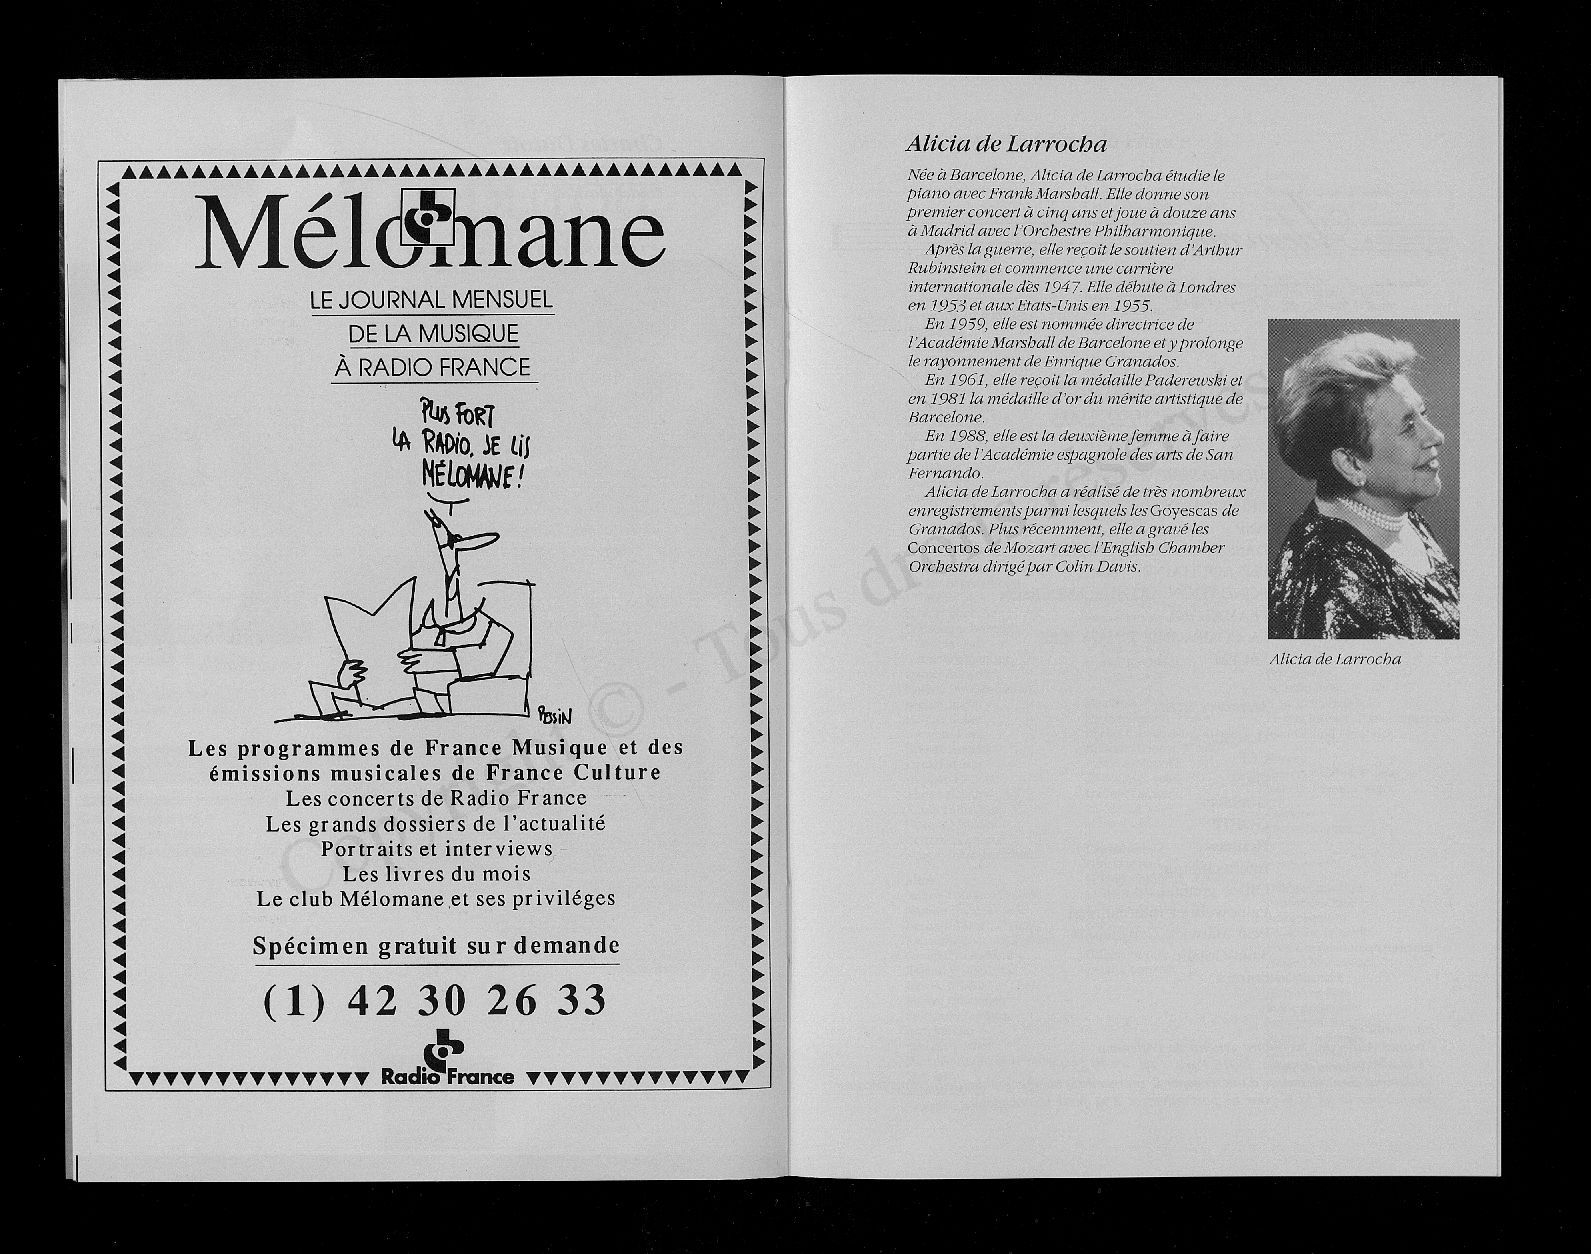 Mélomane
LE JOURNAL MENSUEL
DE LA MUSIQUE
À RADIO FRANCE
PLUS FORT
LA RADIO, JE LIS
MÉLOMANE !
PESSIN
Les programmes de France Musique et des
émissions musicales de France Culture
Les concerts de Radio France
Les grands dossiers de l'actualité
Portraits et interviews
Les livres du mois
Le club Mélomane et ses priviléges
Spécimen gratuit sur demande
(1) 42 30 26 33
Radio France
Alicia de Larrocha
Née à Barcelone, Alicia de Larrocha étudie le
piano avec Frank Marshall. Elle donne son
premier concert à cinq ans et joue à douze ans
à Madrid avec l'Orchestre Philharmonique.
Après la guerre, elle reçoit le soutien d'Arthur
Rubinstein et commence une carrière
internationale dès 1947. Elle débute à Londres
en 1953 et aux Etats-Unis en 1955.
En 1959, elle est nommée directrice de
l'Académie Marshall de Barcelone et y prolonge
le rayonnement de Enrique Granados.
En 1961, elle reçoit la médaille Paderewski et
en 1981 la médaille d'or du mérite artistique de
Barcelone.
En 1988, elle est la deuxième femme à faire
partie de l'Académie espagnole des arts de San
Fernando.
Alicia de Larrocha a réalisé de très nombreux
enregistrements parmi lesquels les Goyescas de
Granados. Plus récemment, elle a gravé les
Concertos de Mozart avec l'English Chamber
Orchestra dirigé par Colin Davis.
Alicia de Larrocha
Copyright © - Tous droits réservés